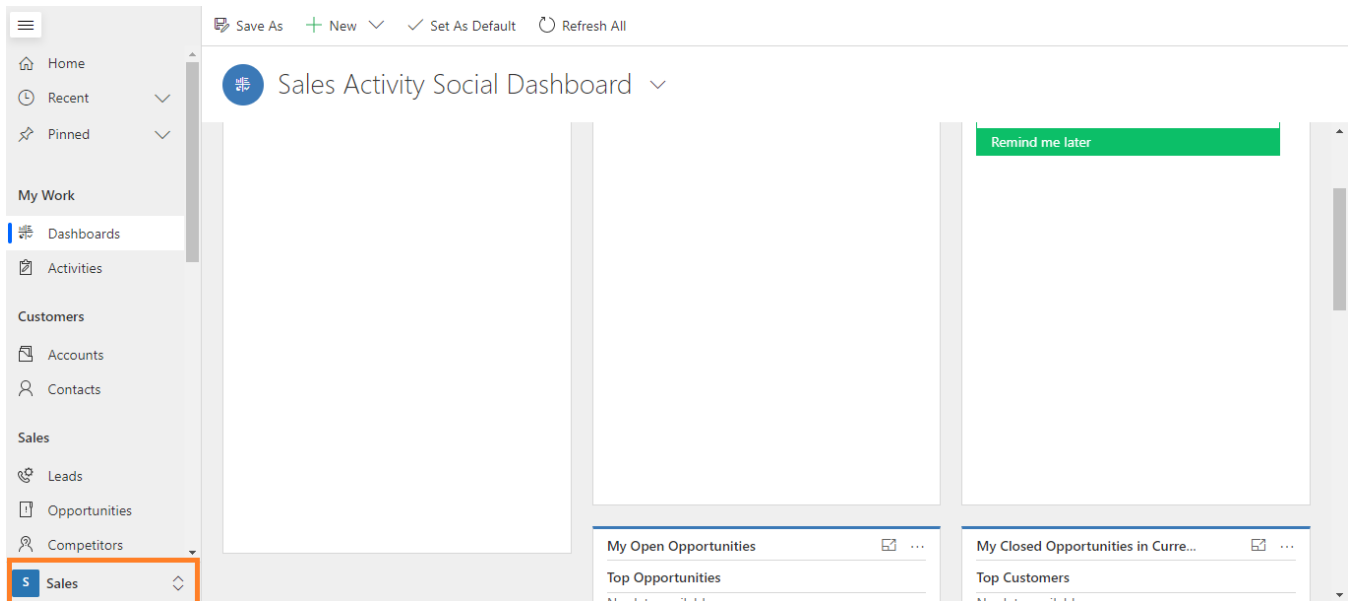 Save As
New
Set As Default
Refresh All
Home
Recent
Pinned
My Work
Dashboards
Activities
Customers
Accounts
Contacts
Sales
Leads
Opportunities
Competitors
S Sales
Sales Activity Social Dashboard
Remind me later
My Open Opportunities
Top Opportunities
My Closed Opportunities in Curre...
Top Customers